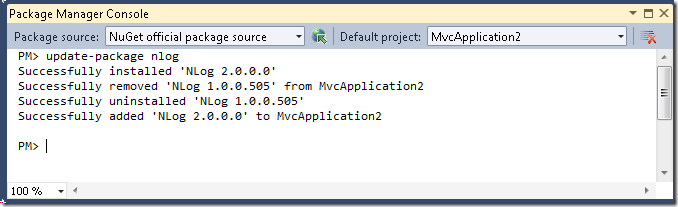 Package Manager Console
Package source: NuGet official package source Default project: MvcApplication2
PM> update-package nlog
Successfully installed 'NLog 2.0.0.0'
Successfully removed 'NLog 1.0.0.505' from MvcApplication2
Successfully uninstalled 'NLog 1.0.0.505'
Successfully added 'NLog 2.0.0.0' to MvcApplication2
PM>
100 %